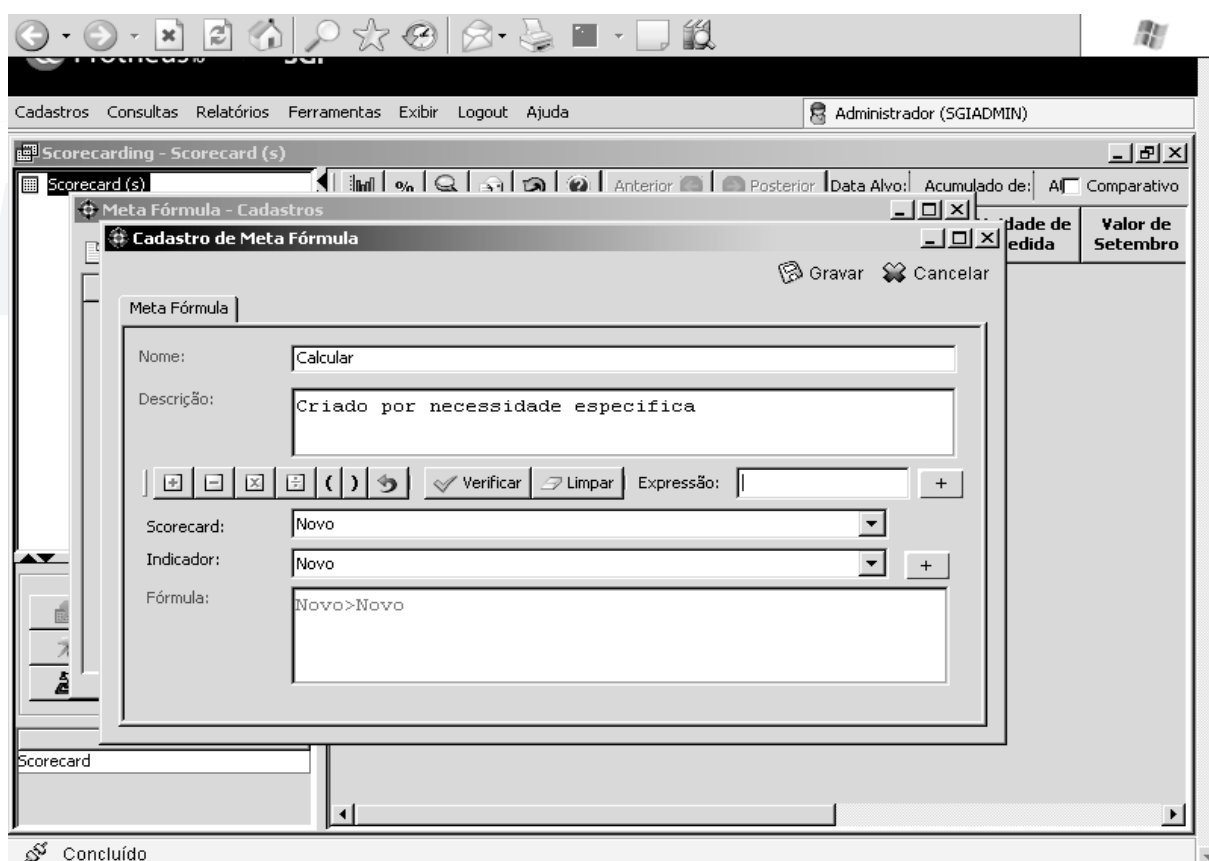 Cadastros Consultas Relatórios Ferramentas Exibir Logout Ajuda Administrador (SGIADMIN)
Scorecarding - Scorecard (s)
Scorecard (s) Anterior Posterior Data Alvo: Acumulado de: Comparativo
Meta Fórmula - Cadastros
Valor de
Setembro
Cadastro de Meta Fórmula
Gravar Cancelar
Meta Fórmula
Nome: Calcular
Descrição: Criado por necessidade especifica
+ - x ÷ ( ) Verificar Limpar Expressão: +
Scorecard: Novo
Indicador: Novo +
Fórmula: Novo>Novo
Scorecard
Concluído